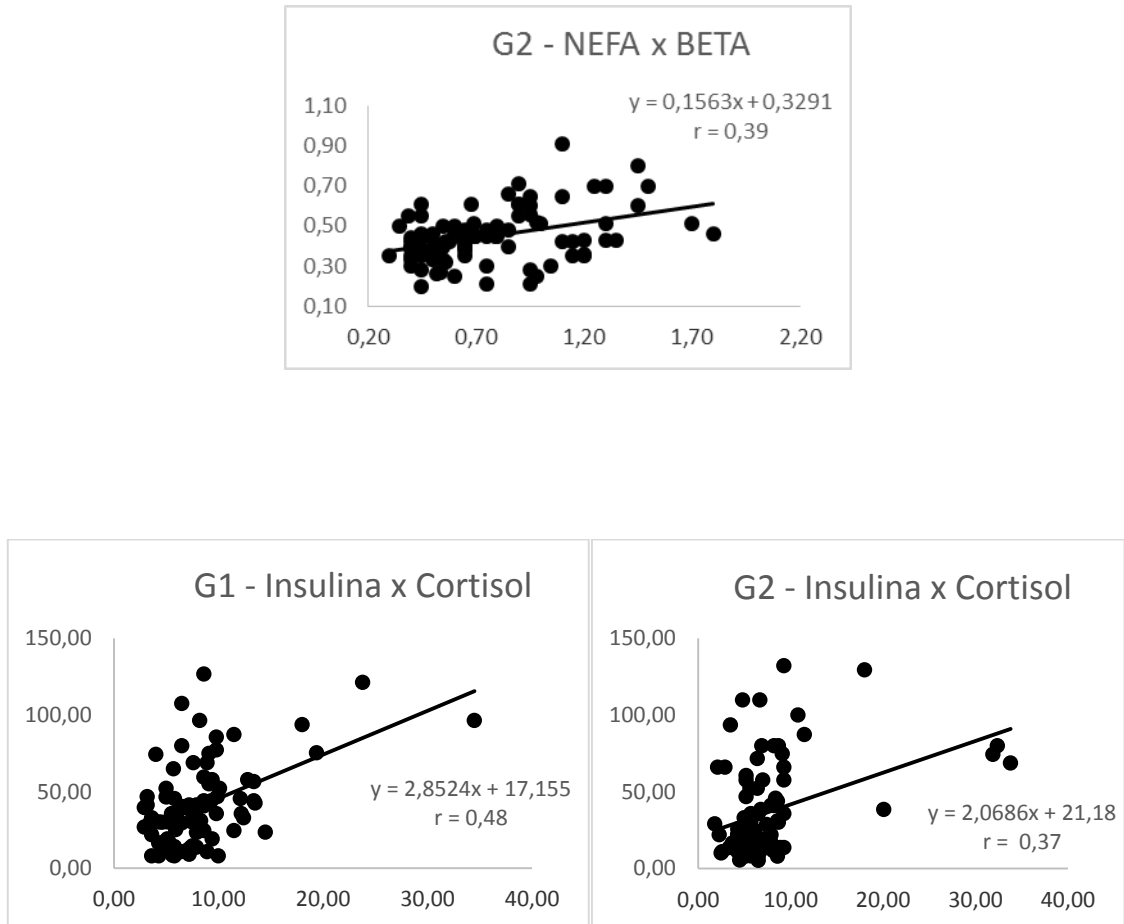 G2 - NEFA x BETA
y = 0,1563x + 0,3291
r = 0,39
1,10
0,90
0,70
0,50
0,30
0,10
0,20 0,70 1,20 1,70 2,20
G1 - Insulina x Cortisol
150,00
100,00
50,00
0,00
y = 2,8524x + 17,155
r = 0,48
0,00 10,00 20,00 30,00 40,00
G2 - Insulina x Cortisol
150,00
100,00
50,00
0,00
y = 2,0686x + 21,18
r = 0,37
0,00 10,00 20,00 30,00 40,00